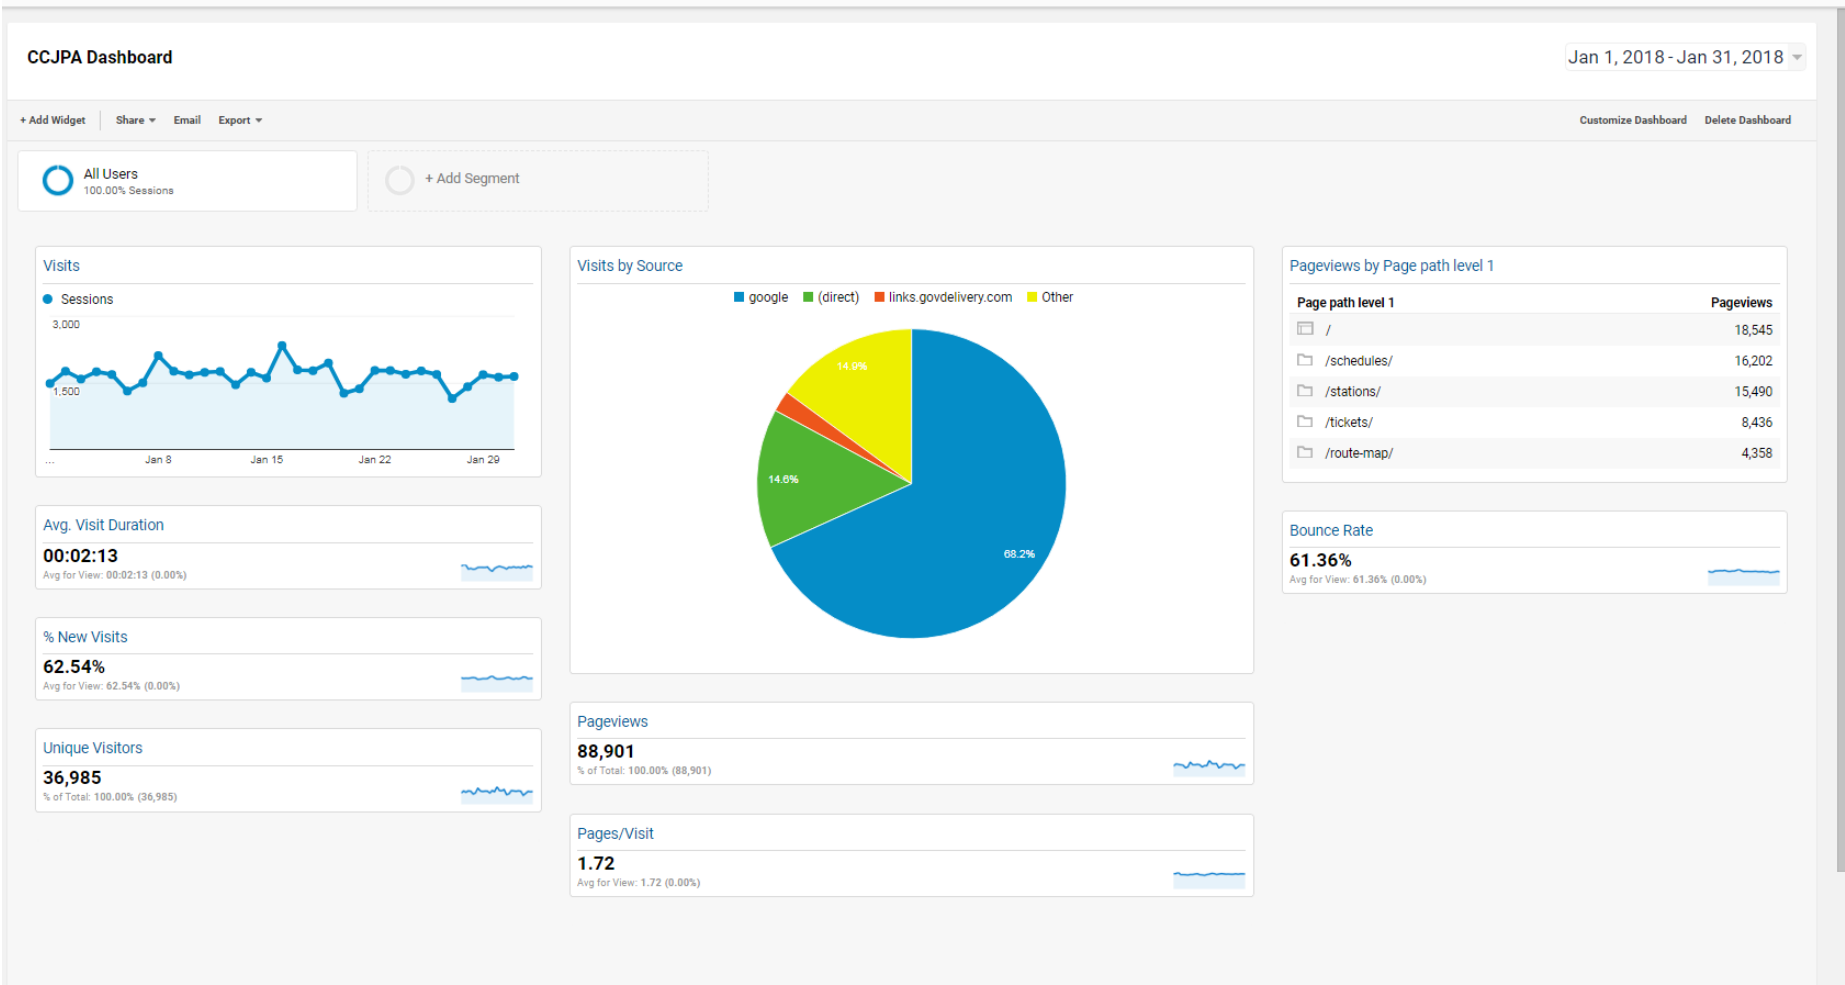 CCJPA Dashboard
Jan 1, 2018 - Jan 31, 2018
+ Add Widget
Share
Email
Export
Customize Dashboard
Delete Dashboard
All Users
100.00% Sessions
+ Add Segment
Visits
Sessions
3,000
1,500
...
Jan 8
Jan 15
Jan 22
Jan 29
Avg. Visit Duration
00:02:13
Avg for View: 00:02:13 (0.00%)
% New Visits
62.54%
Avg for View: 62.54% (0.00%)
Unique Visitors
36,985
% of Total: 100.00% (36,985)
Visits by Source
google
(direct)
links.govdelivery.com
Other
14.9%
14.6%
68.2%
Pageviews
88,901
% of Total: 100.00% (88,901)
Pages/Visit
1.72
Avg for View: 1.72 (0.00%)
Pageviews by Page path level 1
Page path level 1 Pageviews
/ 18,545
/schedules/ 16,202
/stations/ 15,490
/tickets/ 8,436
/route-map/ 4,358
Bounce Rate
61.36%
Avg for View: 61.36% (0.00%)